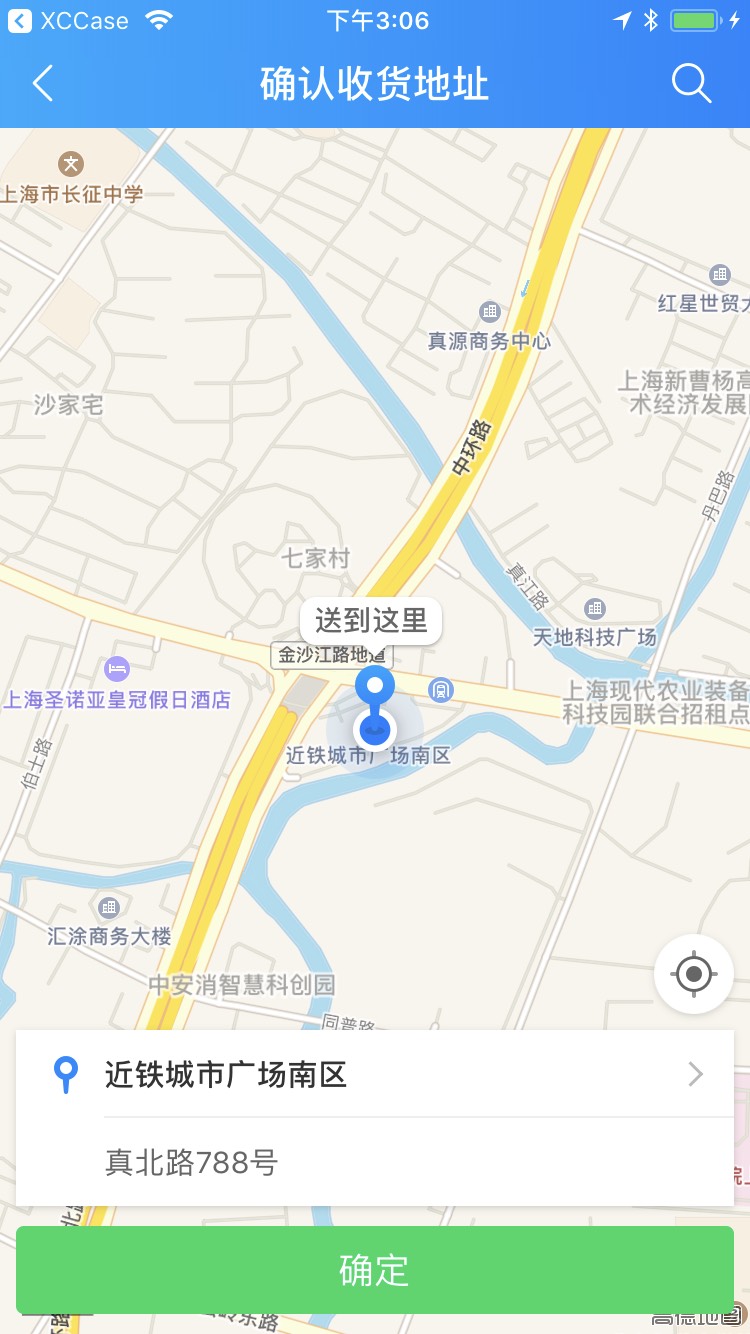 XCCase
下午3:06
确认收货地址
上海市长征中学
红星世贸
真源商务中心
上海新曹杨高
术经济发展
沙家宅
中环路
丹巴路
七家村
真江路
送到这里
天地科技广场
金沙江路地道
上海圣诺亚皇冠假日酒店
上海现代农业装备
科技园联合招租点
伯士路
近铁城市广场南区
汇涂商务大楼
中安消智慧科创园
同普路
近铁城市广场南区
真北路788号
确定
高德地图